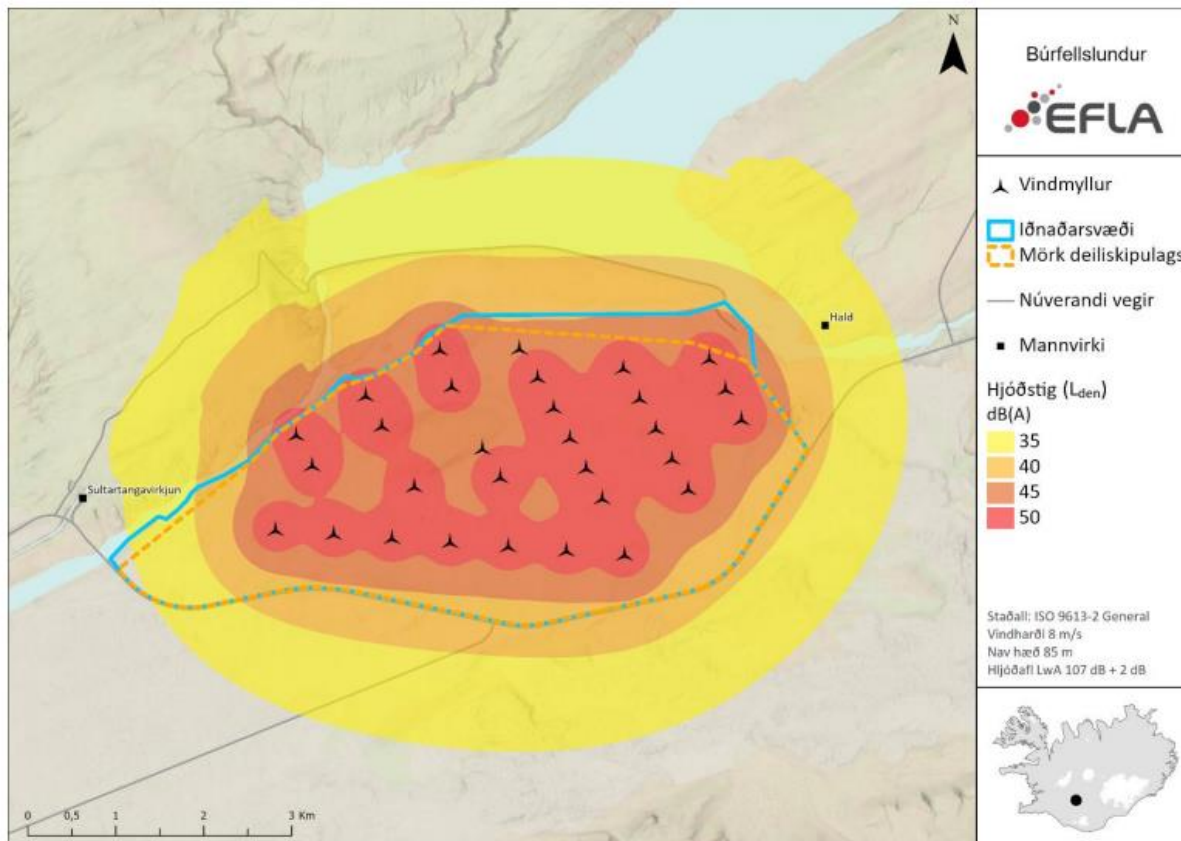 N
Búrfellslundur
EFLA
Vindmyllur
Iðnaðarsvæði
Mörk deiliskipulags
Núverandi vegir
Mannvirki
Hjóðstig (Lden)
dB(A)
35
40
45
50
Staðall: ISO 9613-2 General
Vindharði 8 m/s
Nav hæð 85 m
Hljóðafl LwA 107 dB + 2 dB
Hald
Sultartangavirkjun
0 0,5 1 2 3 Km